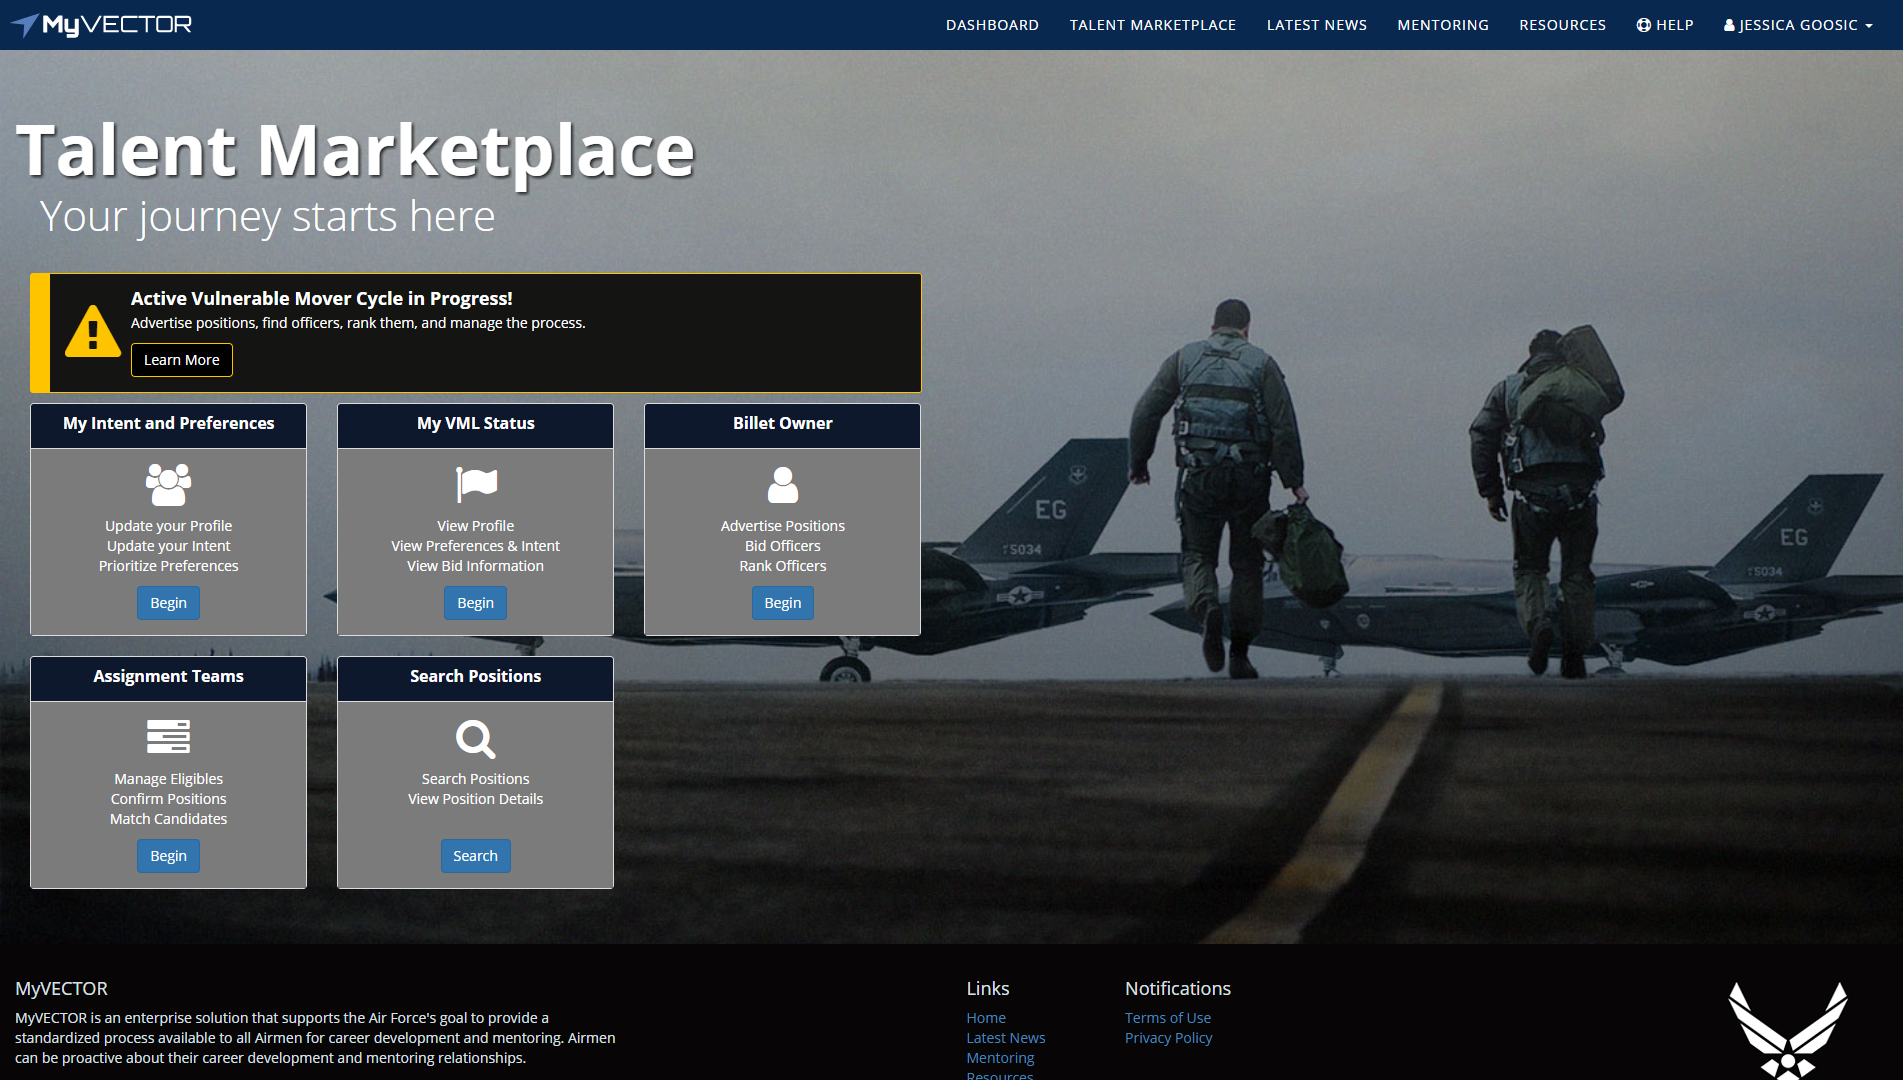 MyVECTOR
DASHBOARD
TALENT MARKETPLACE
LATEST NEWS
MENTORING
RESOURCES
HELP
JESSICA GOOSIC
Talent Marketplace
Your journey starts here
Active Vulnerable Mover Cycle in Progress!
Advertise positions, find officers, rank them, and manage the process.
Learn More
My Intent and Preferences
Update your Profile
Update your Intent
Prioritize Preferences
Begin
My VML Status
View Profile
View Preferences & Intent
View Bid Information
Begin
Billet Owner
Advertise Positions
Bid Officers
Rank Officers
Begin
EG
5034
EG
5034
Assignment Teams
Manage Eligibles
Confirm Positions
Match Candidates
Begin
Search Positions
Search Positions
View Position Details
Search
MyVECTOR
MyVECTOR is an enterprise solution that supports the Air Force's goal to provide a
standardized process available to all Airmen for career development and mentoring. Airmen
can be proactive about their career development and mentoring relationships.
Links
Home
Latest News
Mentoring
Resources
Notifications
Terms of Use
Privacy Policy